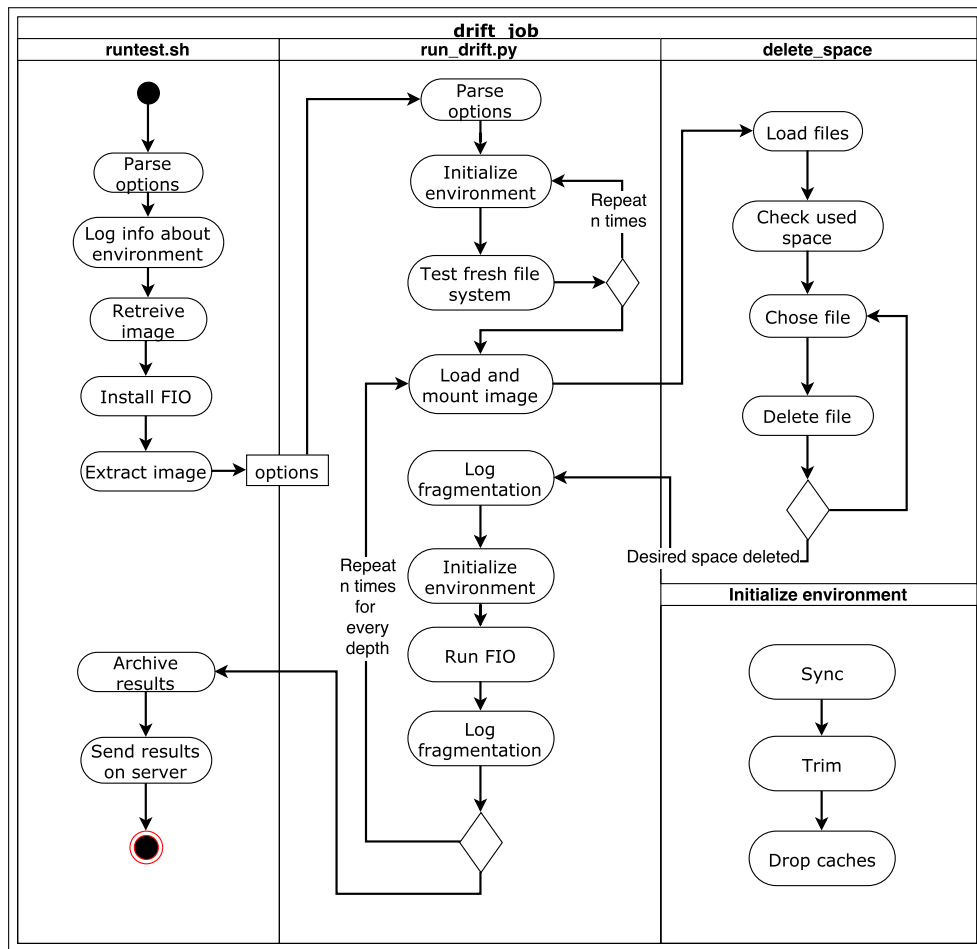 drift_job
runtest.sh
run_drift.py
delete_space
Parse
options
Log info about
environment
Retreive
image
Install FIO
Extract image
options
Archive
results
Send results
on server
Parse
options
Initialize
environment
Repeat
n times
Test fresh file
system
Load and
mount image
Log
fragmentation
Initialize
environment
Repeat
n times
for
every
depth
Run FIO
Log
fragmentation
Load files
Check used
space
Chose file
Delete file
Desired space deleted
Initialize environment
Sync
Trim
Drop caches